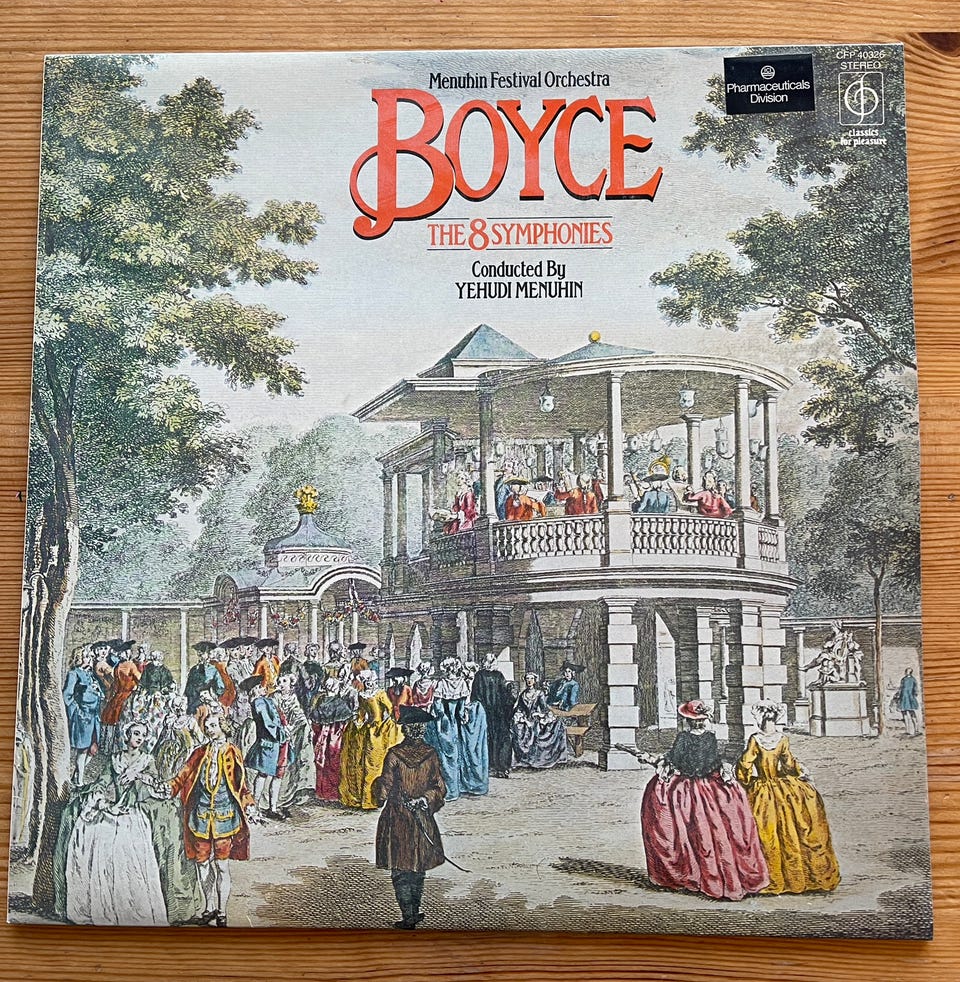 Menuhin Festival Orchestra
BOYCE
THE 8 SYMPHONIES
Conducted By
YEHUDI MENUHIN
Pharmaceuticals
Division
CFP 40326
STEREO
classics
for pleasure